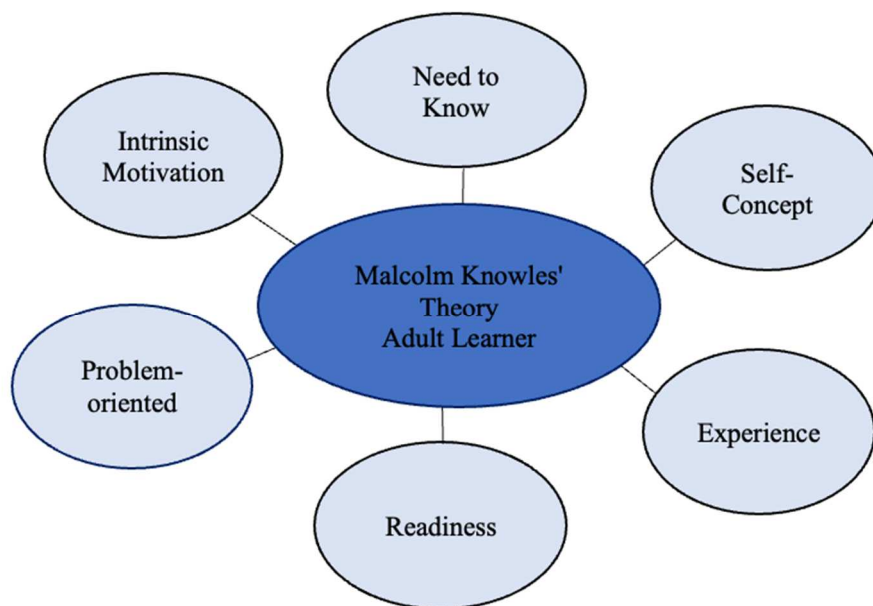 Need to
Know
Intrinsic
Motivation
Self-
Concept
Malcolm Knowles'
Theory
Adult Learner
Problem-
oriented
Experience
Readiness